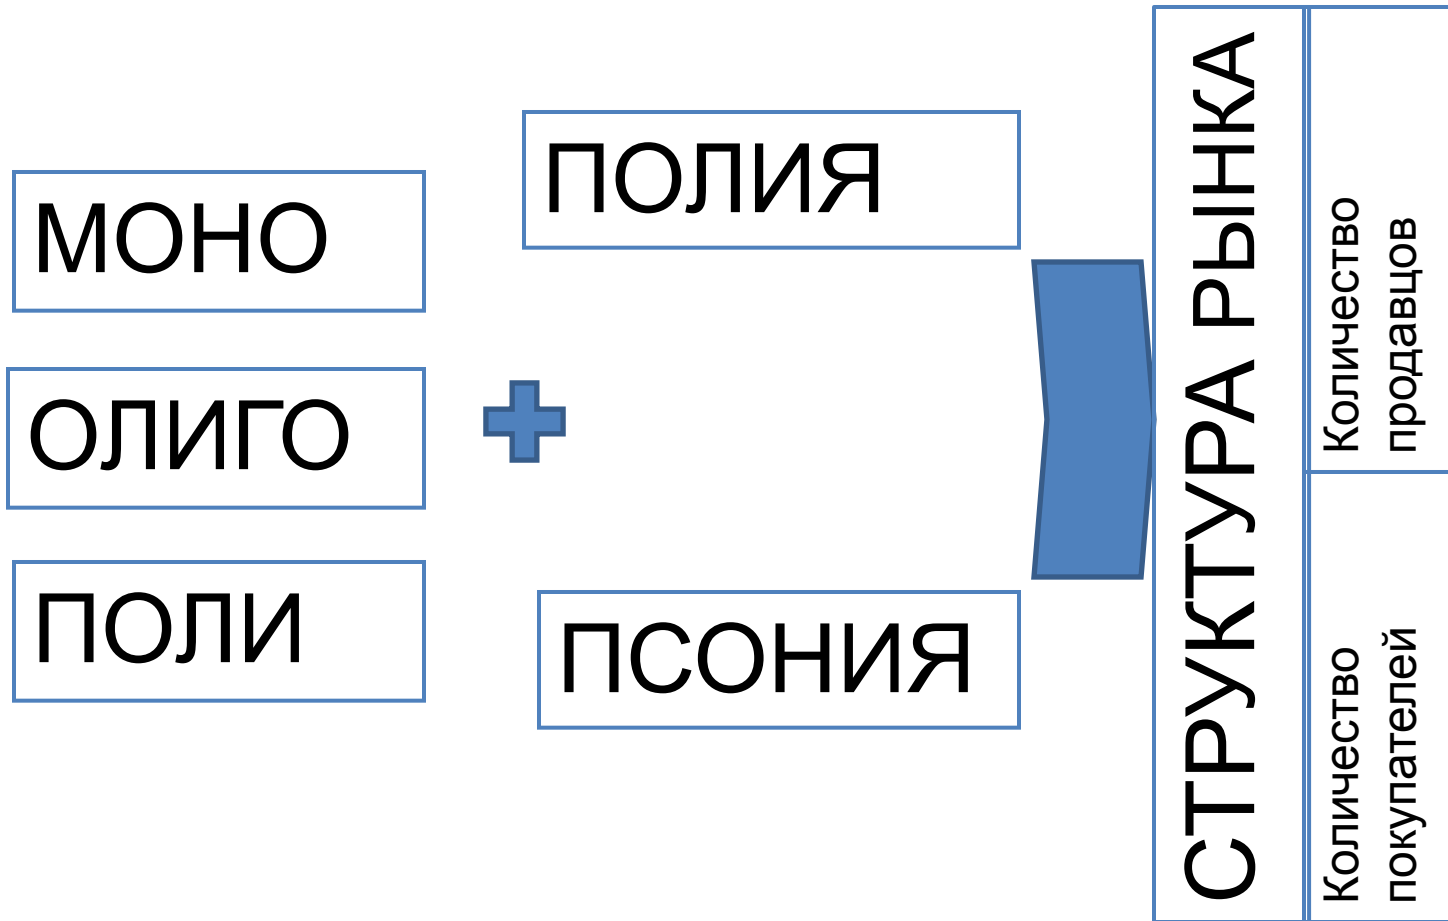 МОНО
ОЛИГО
ПОЛИ
ПОЛИЯ
ПСОНИЯ
СТРУКТУРА РЫНКА
Количество
продавцов
Количество
покупателей